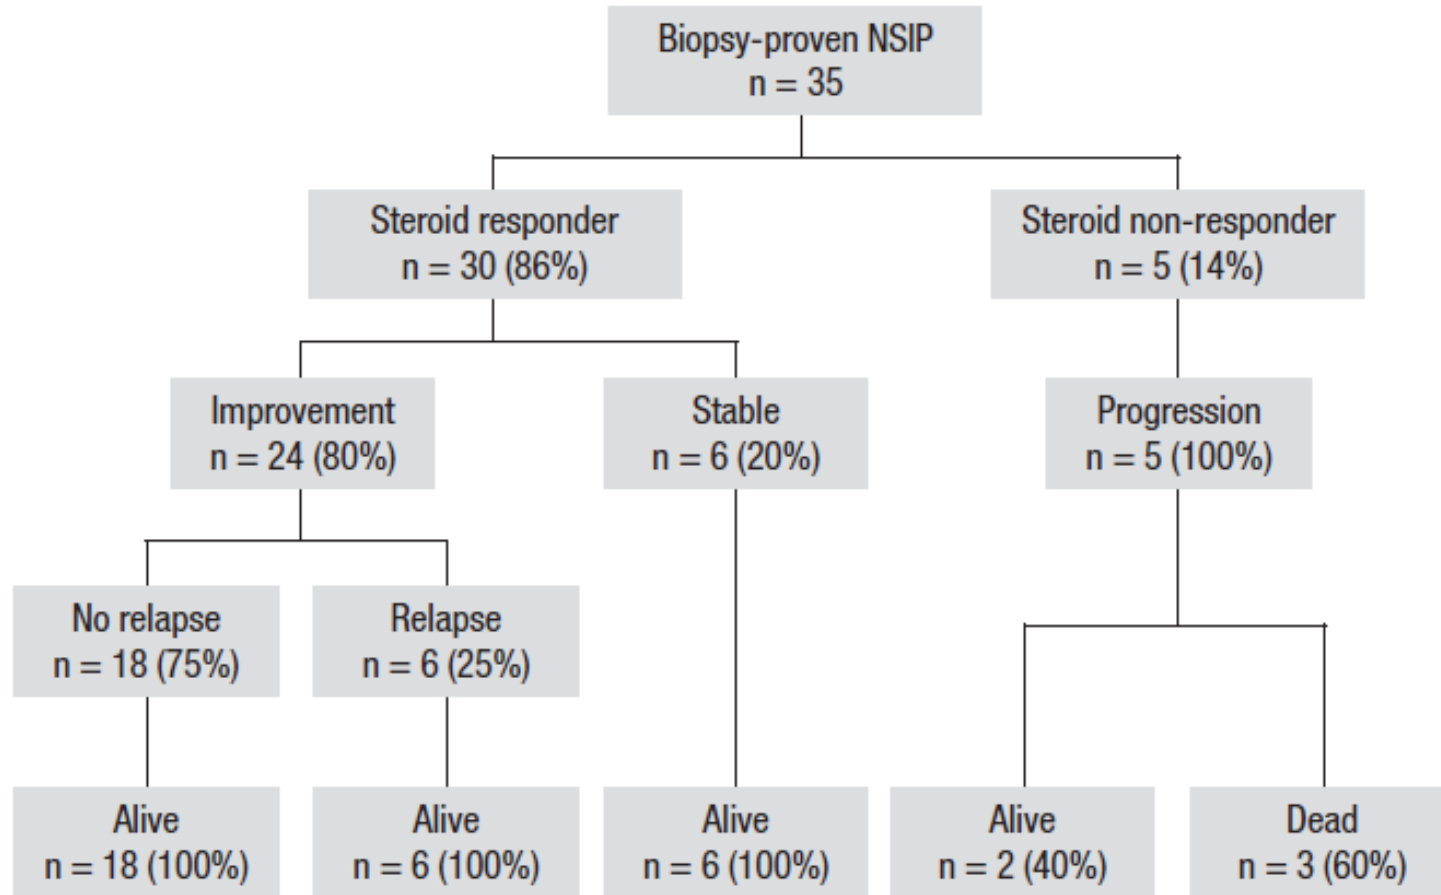 Biopsy-proven NSIP
n = 35
Steroid responder
n = 30 (86%)
Steroid non-responder
n = 5 (14%)
Improvement
n = 24 (80%)
Stable
n = 6 (20%)
Progression
n = 5 (100%)
No relapse
n = 18 (75%)
Relapse
n = 6 (25%)
Alive
n = 18 (100%)
Alive
n = 6 (100%)
Alive
n = 6 (100%)
Alive
n = 2 (40%)
Dead
n = 3 (60%)